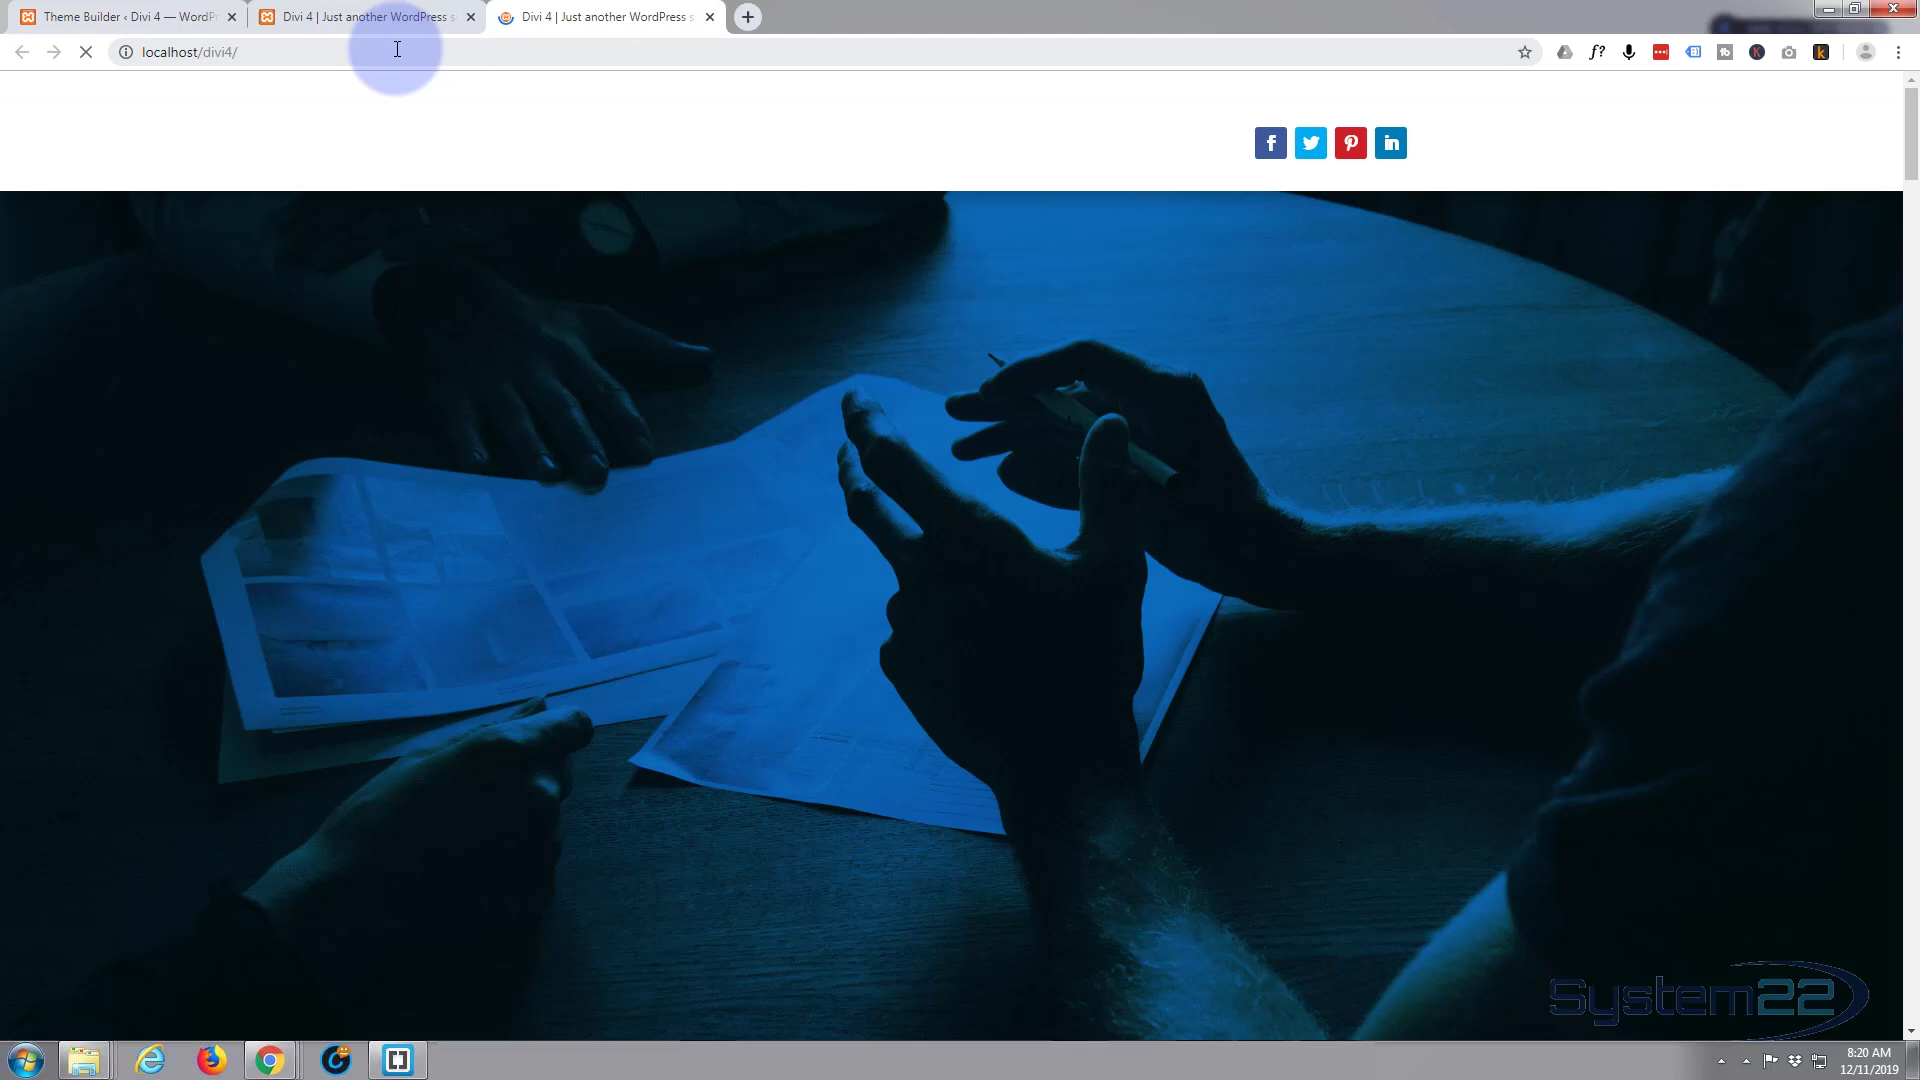 Theme Builder ‹ Divi 4 — WordPr
Divi 4 | Just another WordPress s
Divi 4 | Just another WordPress s
localhost/divi4/
f?
System22
8:20 AM
12/11/2019